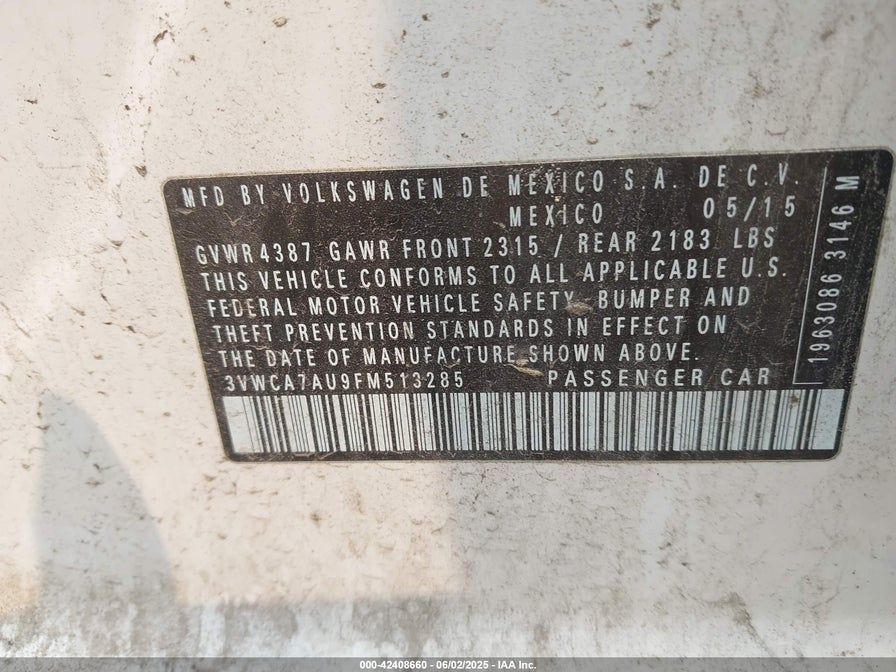 MFD BY VOLKSWAGEN DE MEXICO S.A. DE C.V.
MEXICO 05/15
GVWR 4387 GAWR FRONT 2315 / REAR 2183 LBS
THIS VEHICLE CONFORMS TO ALL APPLICABLE U.S.
FEDERAL MOTOR VEHICLE SAFETY, BUMPER AND
THEFT PREVENTION STANDARDS IN EFFECT ON
THE DATE OF MANUFACTURE SHOWN ABOVE.
3VWCA7AU9FM513285 PASSENGER CAR
1963086 3146 M
000-42408660 - 06/02/2025 - IAA Inc.